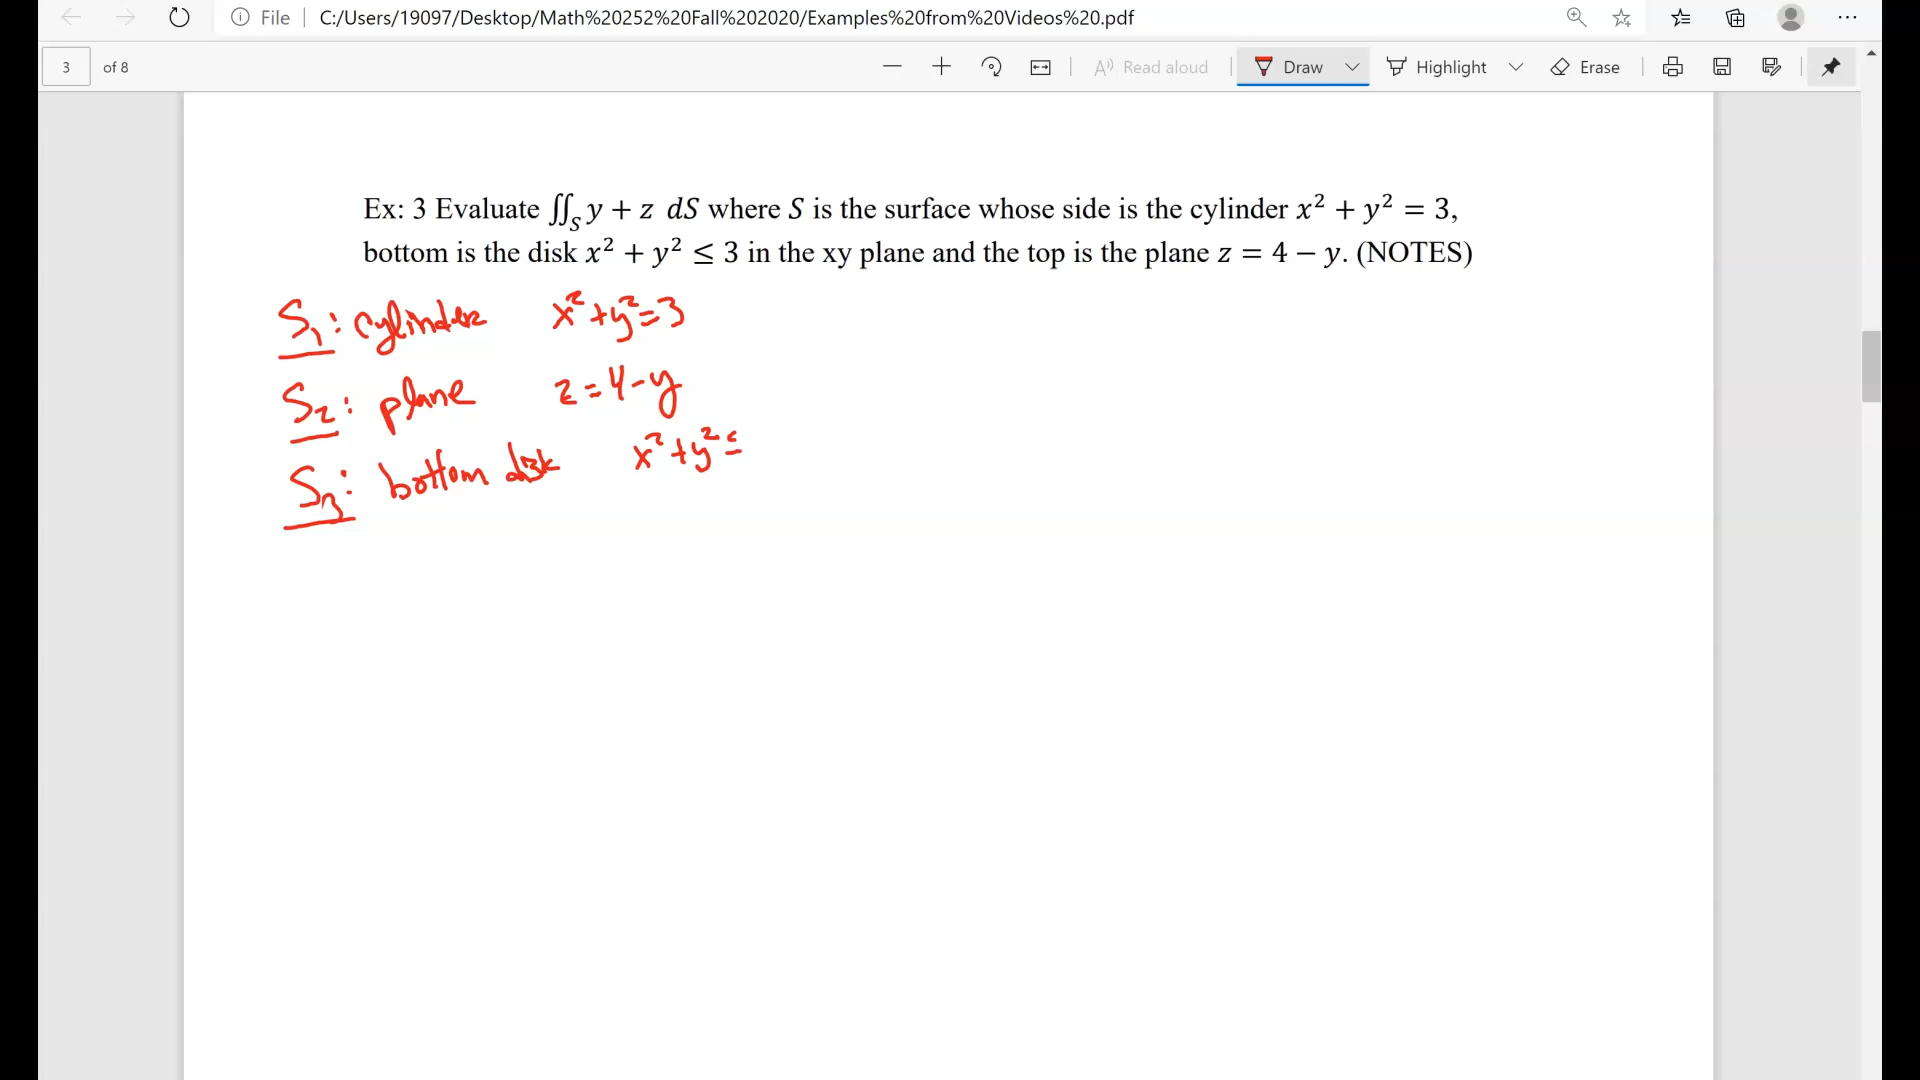 File C:/Users/19097/Desktop/Math%20252%20Fall%202020/Examples%20from%20Videos%20.pdf
3 of 8 Read aloud Draw Highlight Erase
Ex: 3 Evaluate ∬_S y + z dS where S is the surface whose side is the cylinder x² + y² = 3,
bottom is the disk x² + y² ≤ 3 in the xy plane and the top is the plane z = 4 − y. (NOTES)
S₁: cylinder x²+y²=3
S₂: plane z=4-y
S₃: bottom disk x²+y²≤